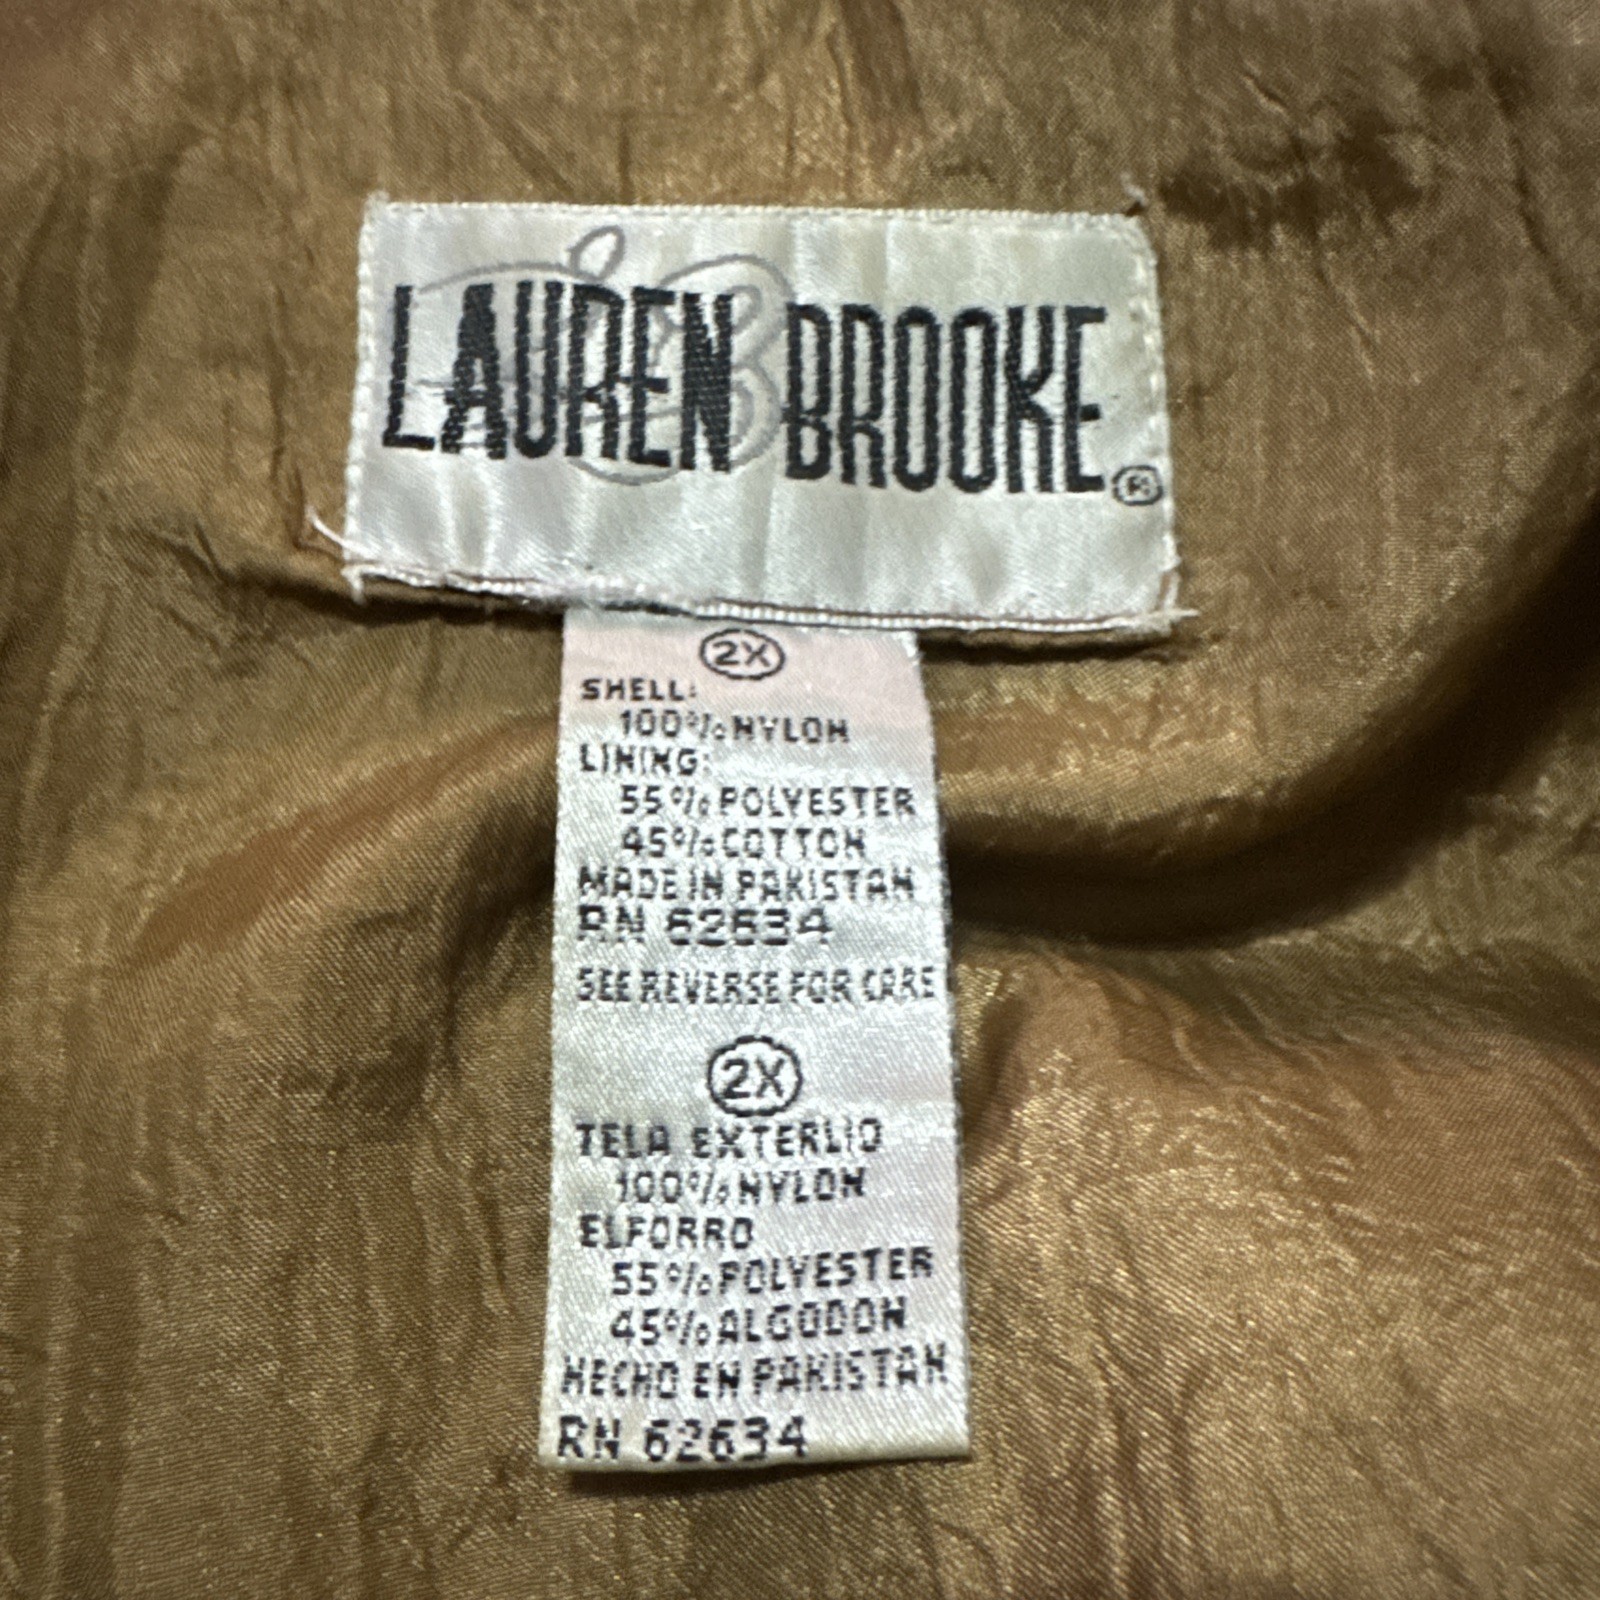 LAUREN BROOKE®
2X
SHELL:
100% NYLON
LINING:
55% POLYESTER
45% COTTON
MADE IN PAKISTAN
RN 62634
SEE REVERSE FOR CARE
2X
TELA EXTERLIO
100% NYLON
ELFORRO
55% POLYESTER
45% ALGODON
HECHO EN PAKISTAN
RN 62634